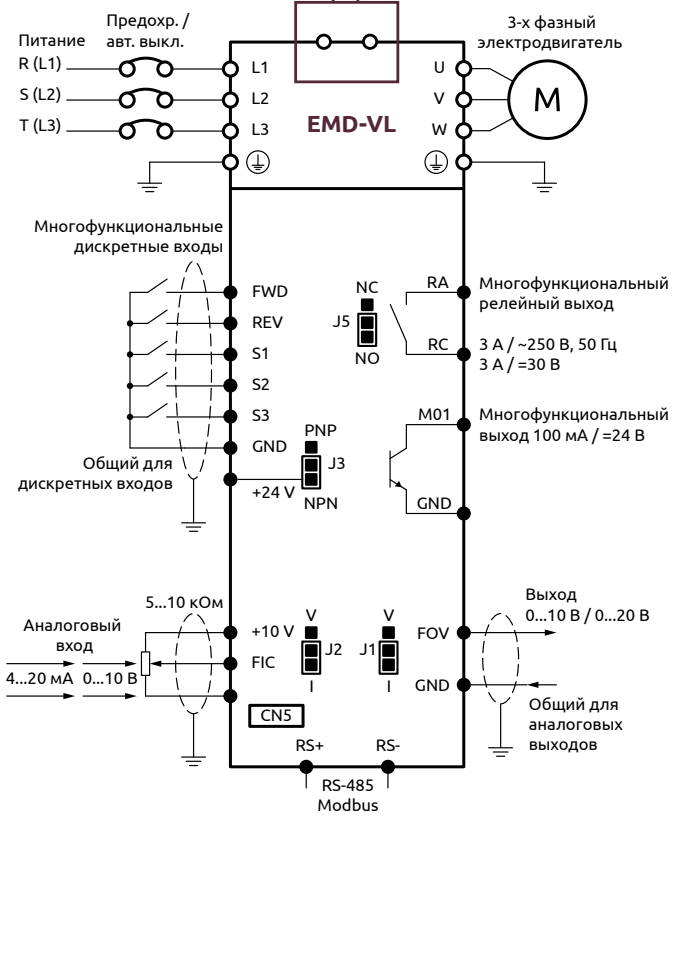 Питание
Предохр. /
авт. выкл.
3-х фазный
электродвигатель
R (L1)
S (L2)
T (L3)
L1
L2
L3
EMD-VL
U
V
W
M
Многофункциональные
дискретные входы
FWD
REV
S1
S2
S3
GND
+24 V
Общий для
дискретных входов
NC
J5
NO
RA
RC
Многофункциональный
релейный выход
3 А / ~250 В, 50 Гц
3 А / =30 В
PNP
J3
NPN
M01
GND
Многофункциональный
выход 100 мА / =24 В
5...10 кОм
Аналоговый
вход
4...20 мА
0...10 В
+10 V
FIC
V
J2
I
V
J1
I
FOV
GND
Выход
0...10 В / 0...20 В
Общий для
аналоговых
выходов
CN5
RS+
RS-
RS-485
Modbus